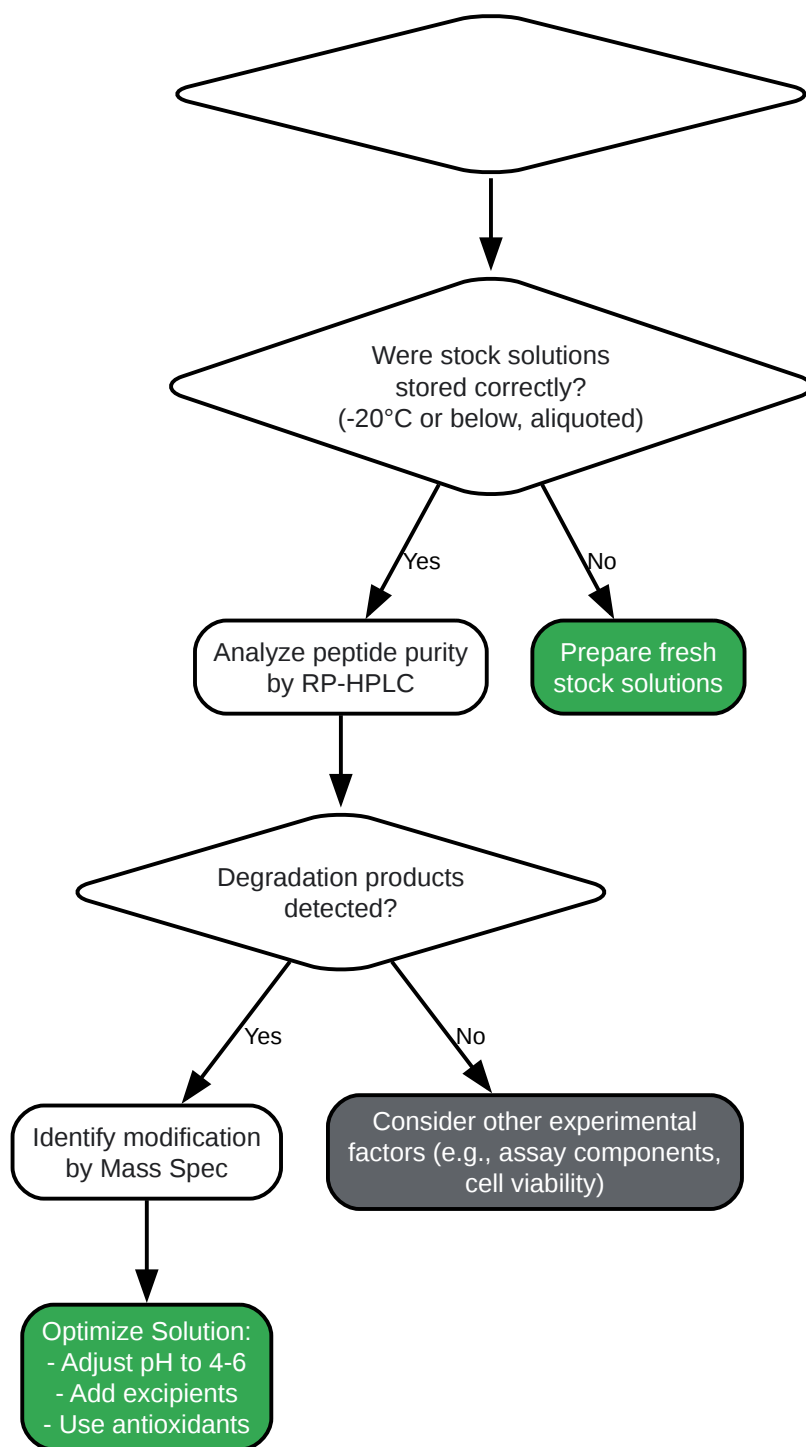 Were stock solutions
stored correctly?
(-20°C or below, aliquoted)
Yes
No
Analyze peptide purity
by RP-HPLC
Prepare fresh
stock solutions
Degradation products
detected?
Yes
No
Identify modification
by Mass Spec
Consider other experimental
factors (e.g., assay components,
cell viability)
Optimize Solution:
- Adjust pH to 4-6
- Add excipients
- Use antioxidants